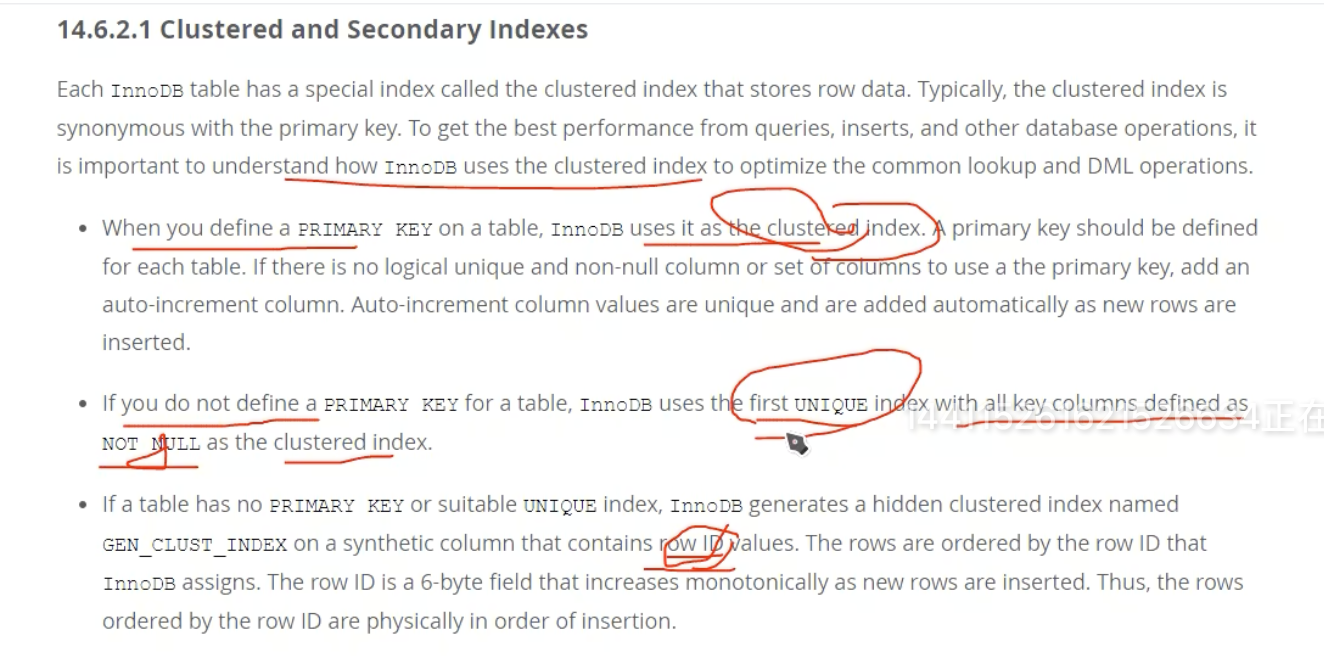 14.6.2.1 Clustered and Secondary Indexes
Each InnoDB table has a special index called the clustered index that stores row data. Typically, the clustered index is
synonymous with the primary key. To get the best performance from queries, inserts, and other database operations, it
is important to understand how InnoDB uses the clustered index to optimize the common lookup and DML operations.
• When you define a PRIMARY KEY on a table, InnoDB uses it as the clustered index. A primary key should be defined
for each table. If there is no logical unique and non-null column or set of columns to use a the primary key, add an
auto-increment column. Auto-increment column values are unique and are added automatically as new rows are
inserted.
• If you do not define a PRIMARY KEY for a table, InnoDB uses the first UNIQUE index with all key columns defined as
NOT NULL as the clustered index.
正在
• If a table has no PRIMARY KEY or suitable UNIQUE index, InnoDB generates a hidden clustered index named
GEN_CLUST_INDEX on a synthetic column that contains row ID values. The rows are ordered by the row ID that
InnoDB assigns. The row ID is a 6-byte field that increases monotonically as new rows are inserted. Thus, the rows
ordered by the row ID are physically in order of insertion.